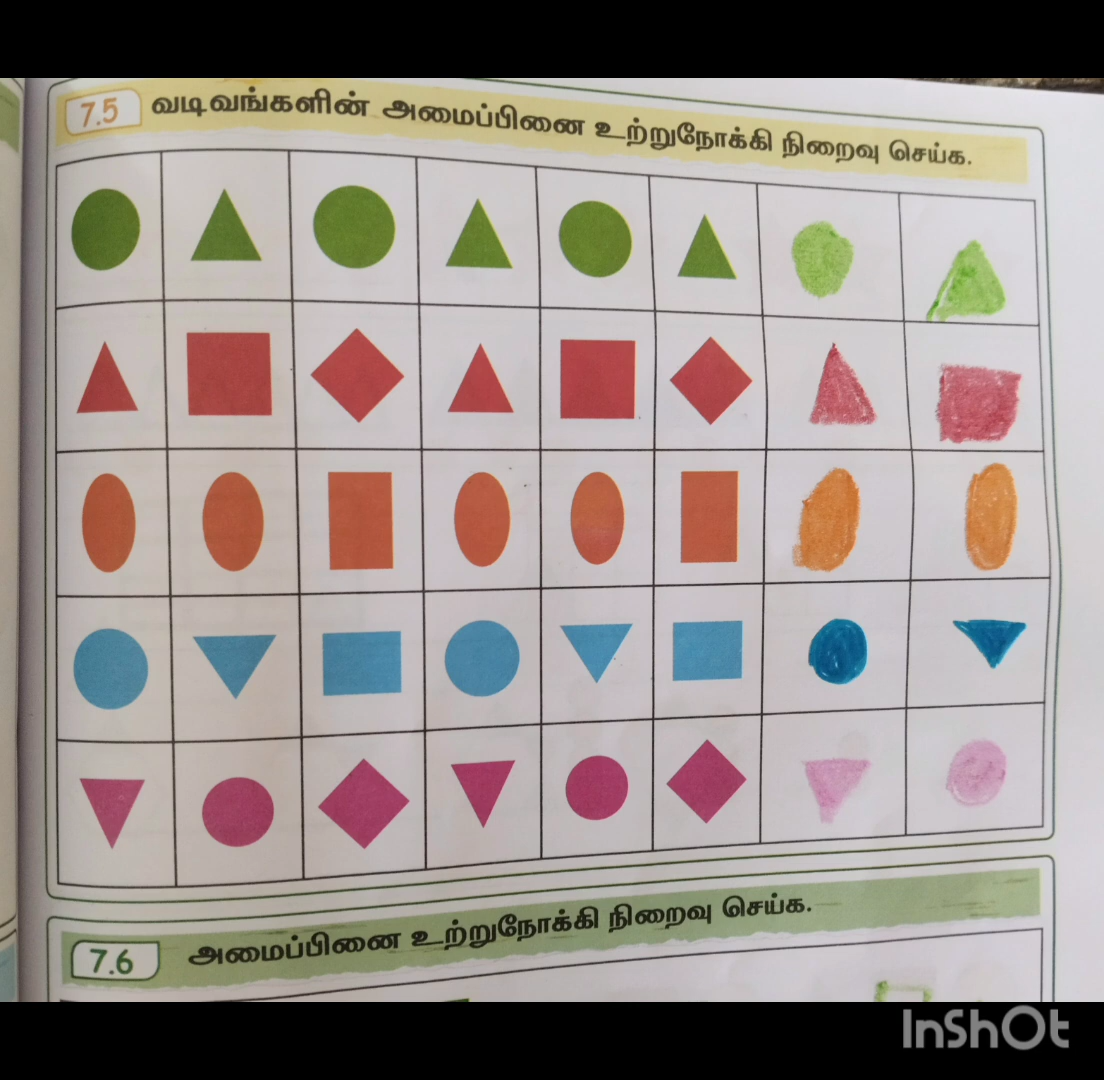 7.5 வடிவங்களின் அமைப்பினை உற்றுநோக்கி நிறைவு செய்க.
7.6 அமைப்பினை உற்றுநோக்கி நிறைவு செய்க.
InShOt